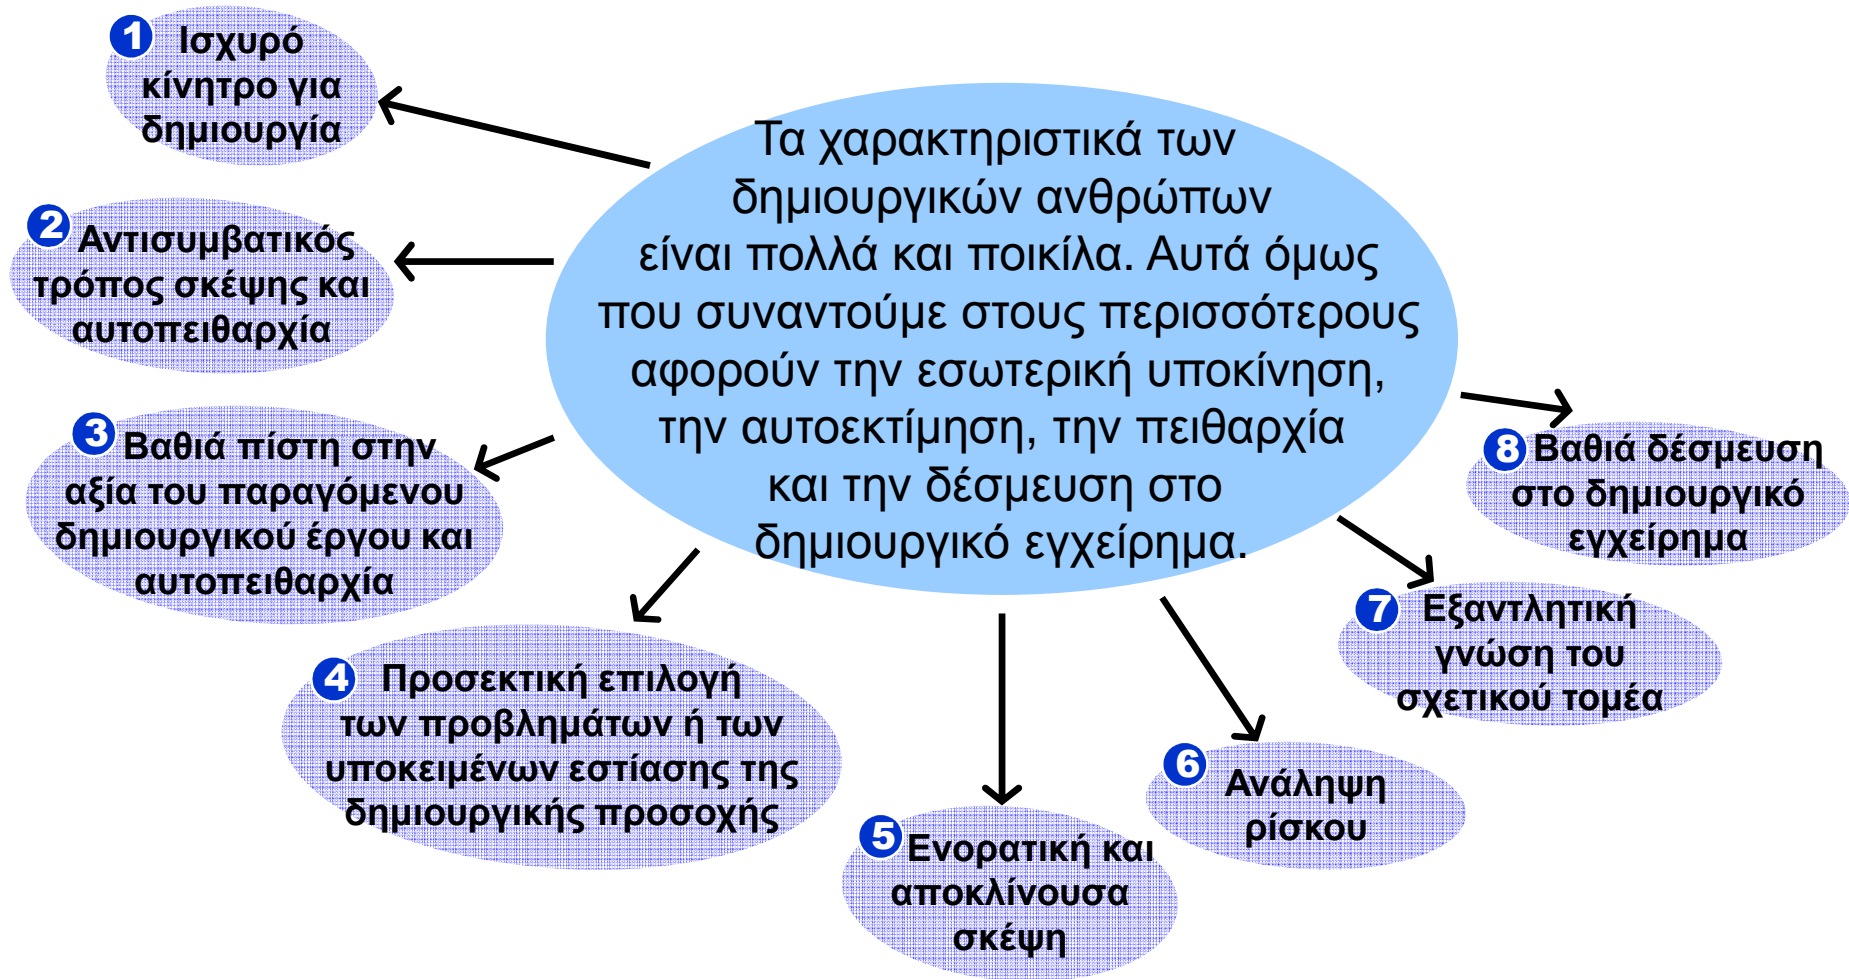 1 Ισχυρό
κίνητρο για
δημιουργία
Τα χαρακτηριστικά των
δημιουργικών ανθρώπων
είναι πολλά και ποικίλα. Αυτά όμως
που συναντούμε στους περισσότερους
αφορούν την εσωτερική υποκίνηση,
την αυτοεκτίμηση, την πειθαρχία
και την δέσμευση στο
δημιουργικό εγχείρημα.
2 Αντισυμβατικός
τρόπος σκέψης και
αυτοπειθαρχία
3 Βαθιά πίστη στην
αξία του παραγόμενου
δημιουργικού έργου και
αυτοπειθαρχία
4 Προσεκτική επιλογή
των προβλημάτων ή των
υποκειμένων εστίασης της
δημιουργικής προσοχής
5 Ενορατική και
αποκλίνουσα
σκέψη
6 Ανάληψη
ρίσκου
7 Εξαντλητική
γνώση του
σχετικού τομέα
8 Βαθιά δέσμευση
στο δημιουργικό
εγχείρημα